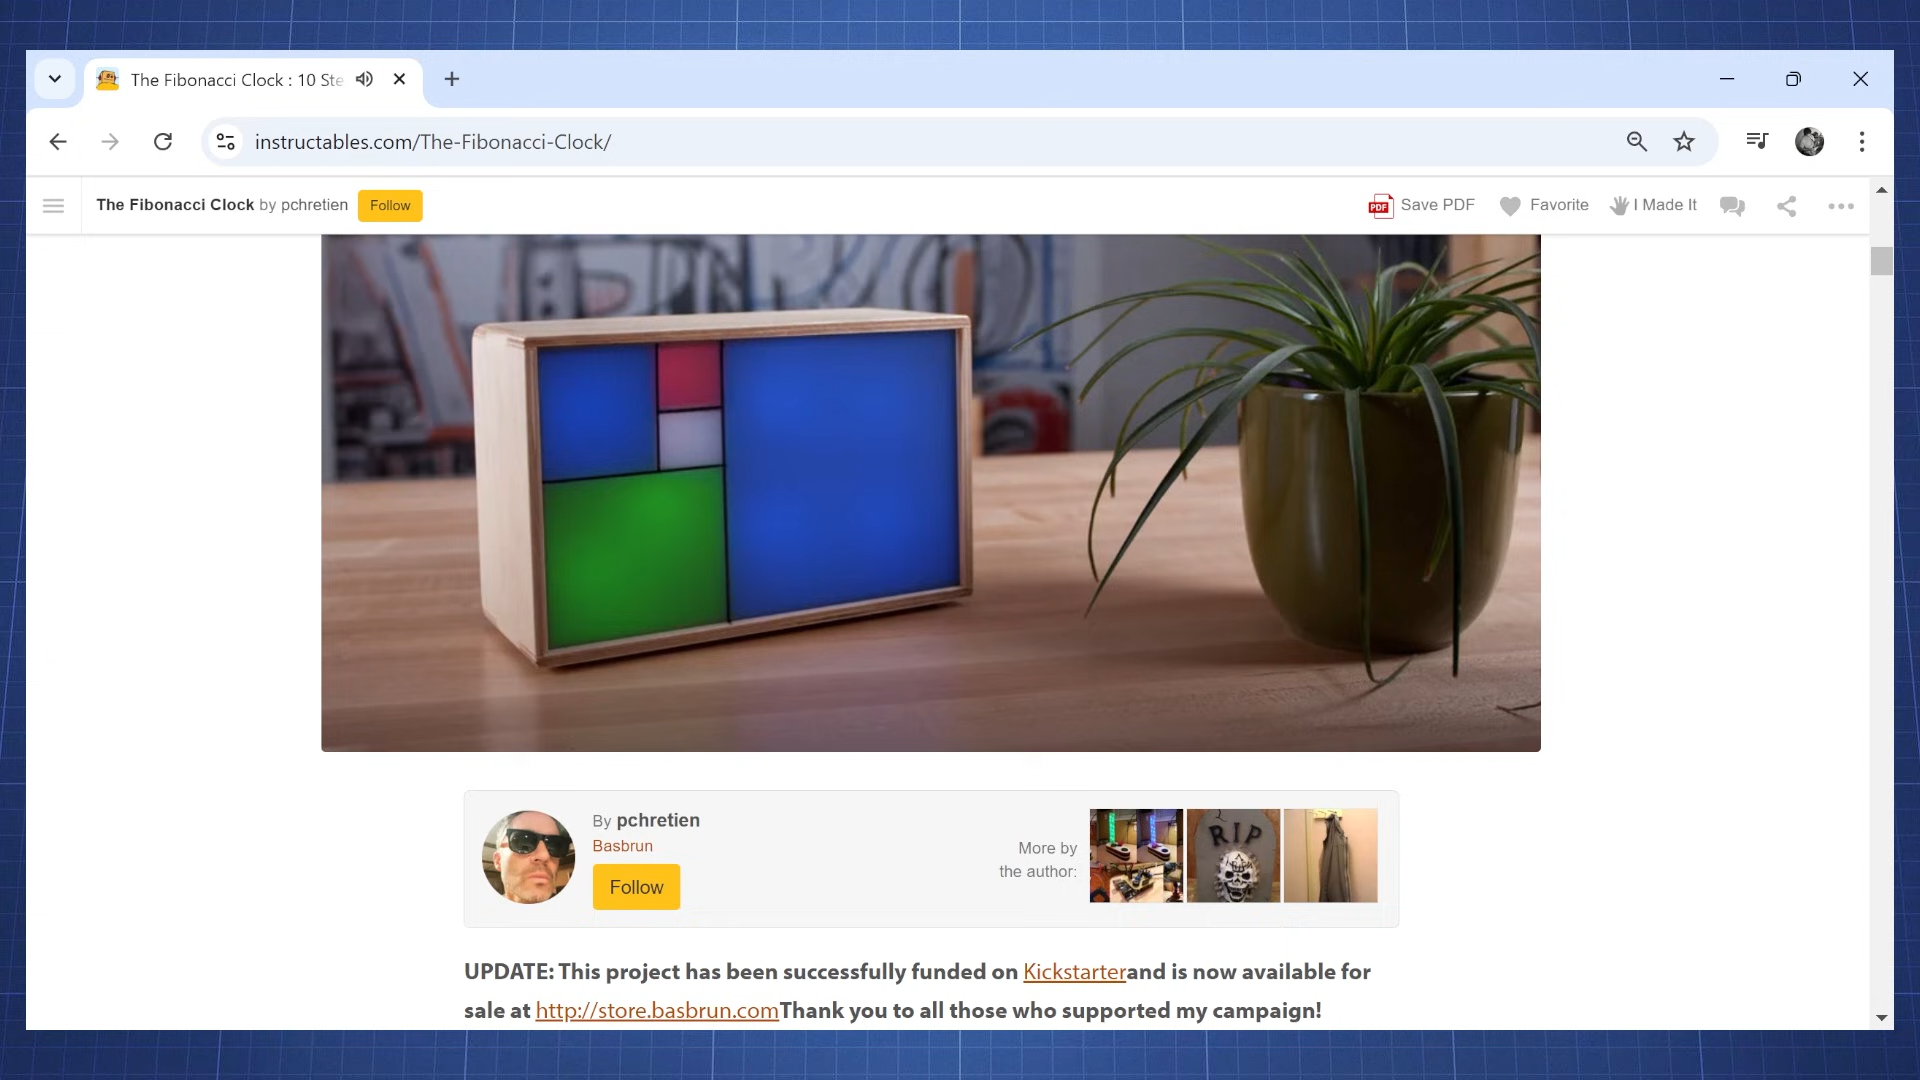 The Fibonacci Clock : 10 Ste
instructables.com/The-Fibonacci-Clock/
The Fibonacci Clock by pchretien Follow
PDF Save PDF Favorite I Made It
By pchretien
Basbrun
Follow
More by
the author:
RIP
UPDATE: This project has been successfully funded on Kickstarterand is now available for
sale at http://store.basbrun.comThank you to all those who supported my campaign!